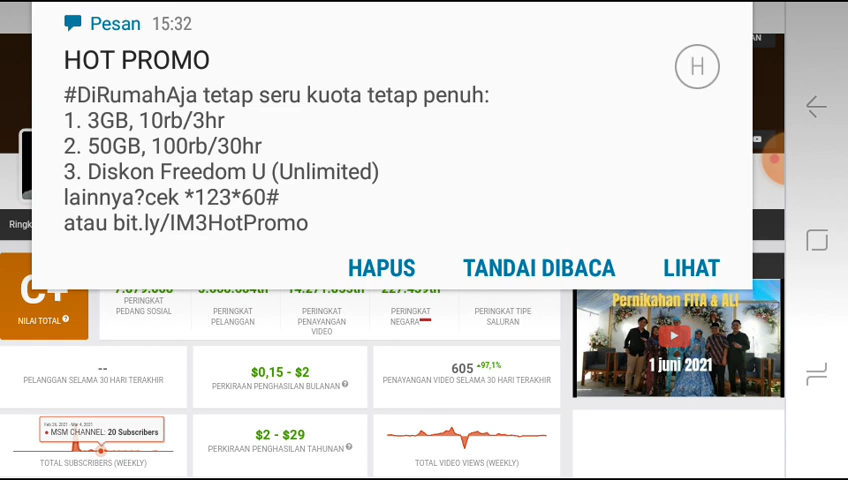 Pesan 15:32
HOT PROMO
H
#DiRumahAja tetap seru kuota tetap penuh:
1. 3GB, 10rb/3hr
2. 50GB, 100rb/30hr
3. Diskon Freedom U (Unlimited)
lainnya?cek *123*60#
atau bit.ly/IM3HotPromo
HAPUS TANDAI DIBACA LIHAT
AN
Ringk
C+
NILAI TOTAL
PERINGKAT PEDANG SOSIAL
PERINGKAT PELANGGAN
PERINGKAT PENAYANGAN VIDEO
PERINGKAT NEGARA
PERINGKAT TIPE SALURAN
--
PELANGGAN SELAMA 30 HARI TERAKHIR
$0,15 - $2
PERKIRAAN PENGHASILAN BULANAN
605 +97,1%
PENAYANGAN VIDEO SELAMA 30 HARI TERAKHIR
MSM CHANNEL: 20 Subscribers
TOTAL SUBSCRIBERS (WEEKLY)
$2 - $29
PERKIRAAN PENGHASILAN TAHUNAN
TOTAL VIDEO VIEWS (WEEKLY)
Pernikahan FITA & ALI
1 juni 2021